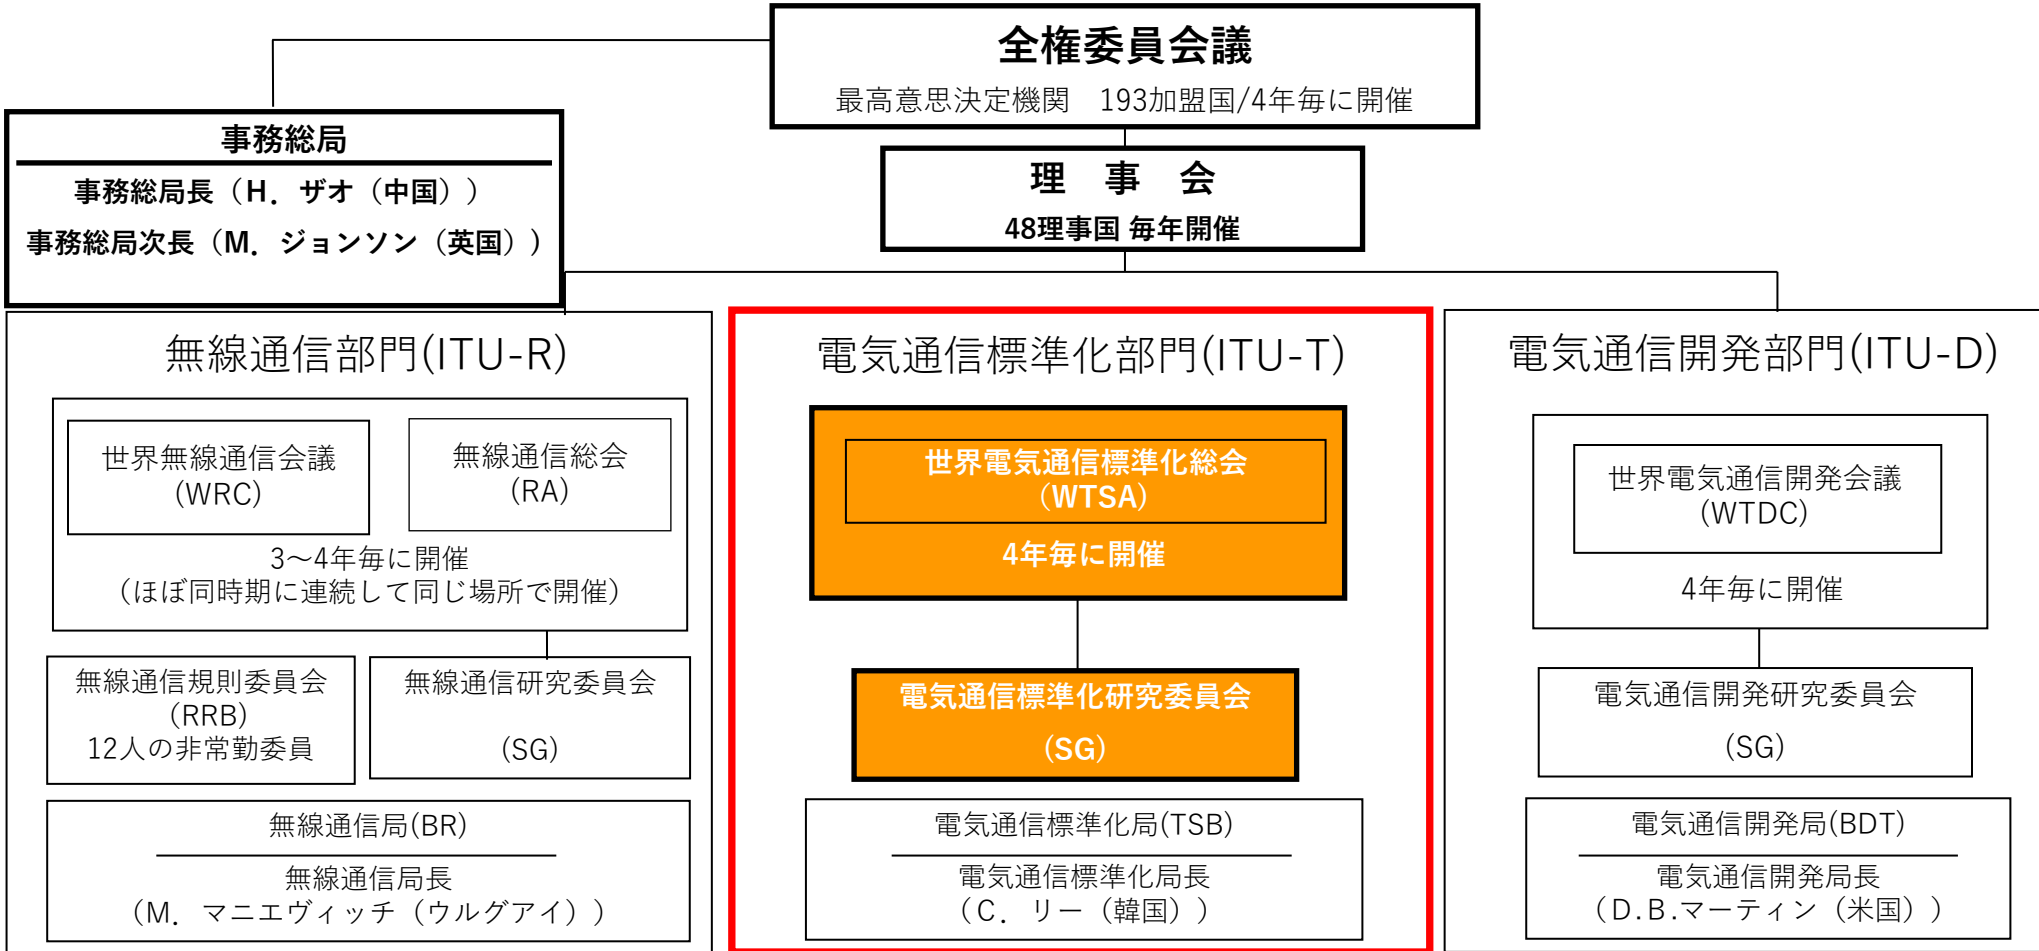 全権委員会議
最高意思決定機関　193加盟国/4年毎に開催
事務総局
事務総局長（H．ザオ（中国））
事務総局次長（M．ジョンソン（英国））
理　事　会
48理事国 毎年開催
無線通信部門(ITU-R)
世界無線通信会議
(WRC)
無線通信総会
(RA)
3～4年毎に開催
（ほぼ同時期に連続して同じ場所で開催）
無線通信規則委員会
(RRB)
12人の非常勤委員
無線通信研究委員会
(SG)
無線通信局(BR)
無線通信局長
（M．マニエヴィッチ（ウルグアイ））
電気通信標準化部門(ITU-T)
世界電気通信標準化総会
（WTSA）
4年毎に開催
電気通信標準化研究委員会
（SG）
電気通信標準化局(TSB)
電気通信標準化局長
（C．リー（韓国））
電気通信開発部門(ITU-D)
世界電気通信開発会議
(WTDC)
4年毎に開催
電気通信開発研究委員会
(SG)
電気通信開発局(BDT)
電気通信開発局長
（D.B.マーティン（米国））